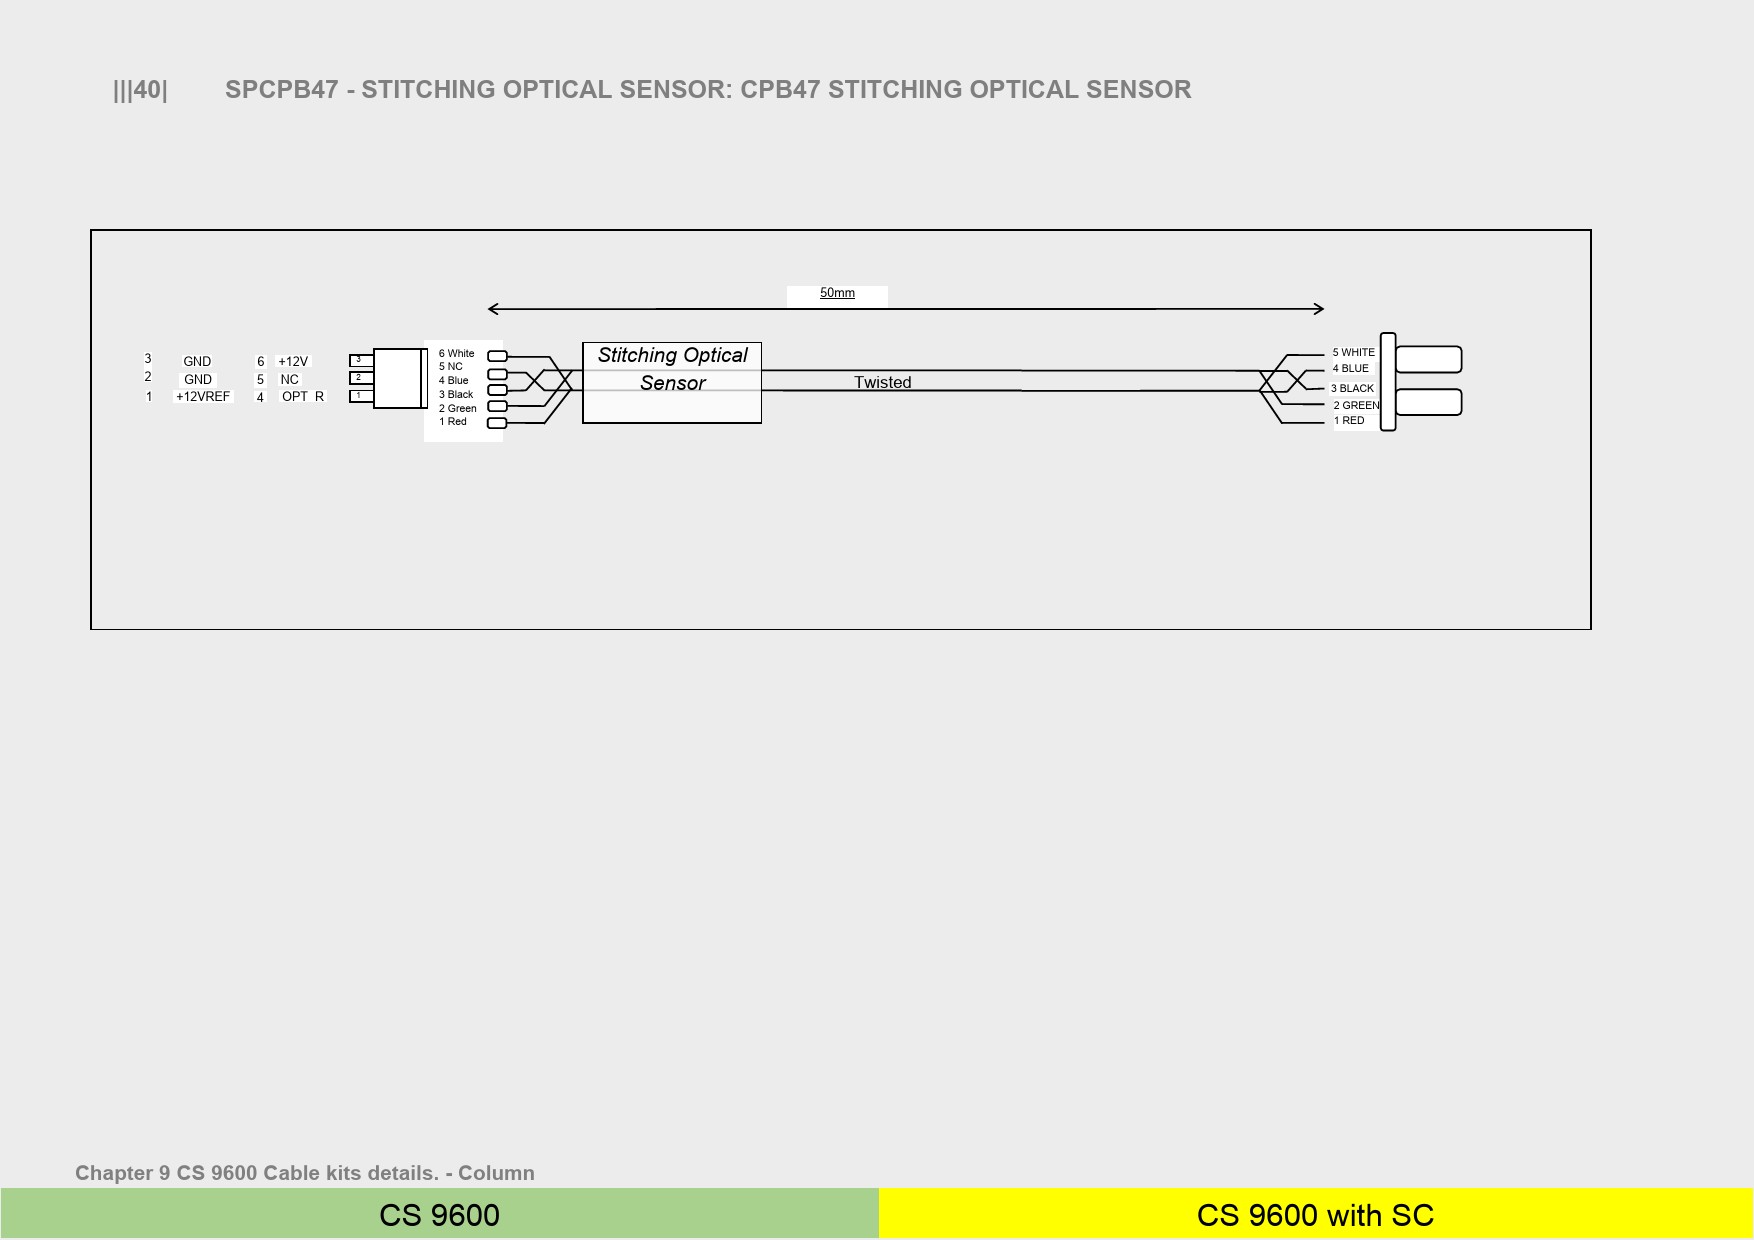 |||40| SPCPB47 - STITCHING OPTICAL SENSOR: CPB47 STITCHING OPTICAL SENSOR
50mm
3 GND 6 +12V 3
2 GND 5 NC 2
1 +12VREF 4 OPT R 1
6 White
5 NC
4 Blue
3 Black
2 Green
1 Red
Stitching Optical
Sensor
Twisted
5 WHITE
4 BLUE
3 BLACK
2 GREEN
1 RED
Chapter 9 CS 9600 Cable kits details. - Column
CS 9600 CS 9600 with SC